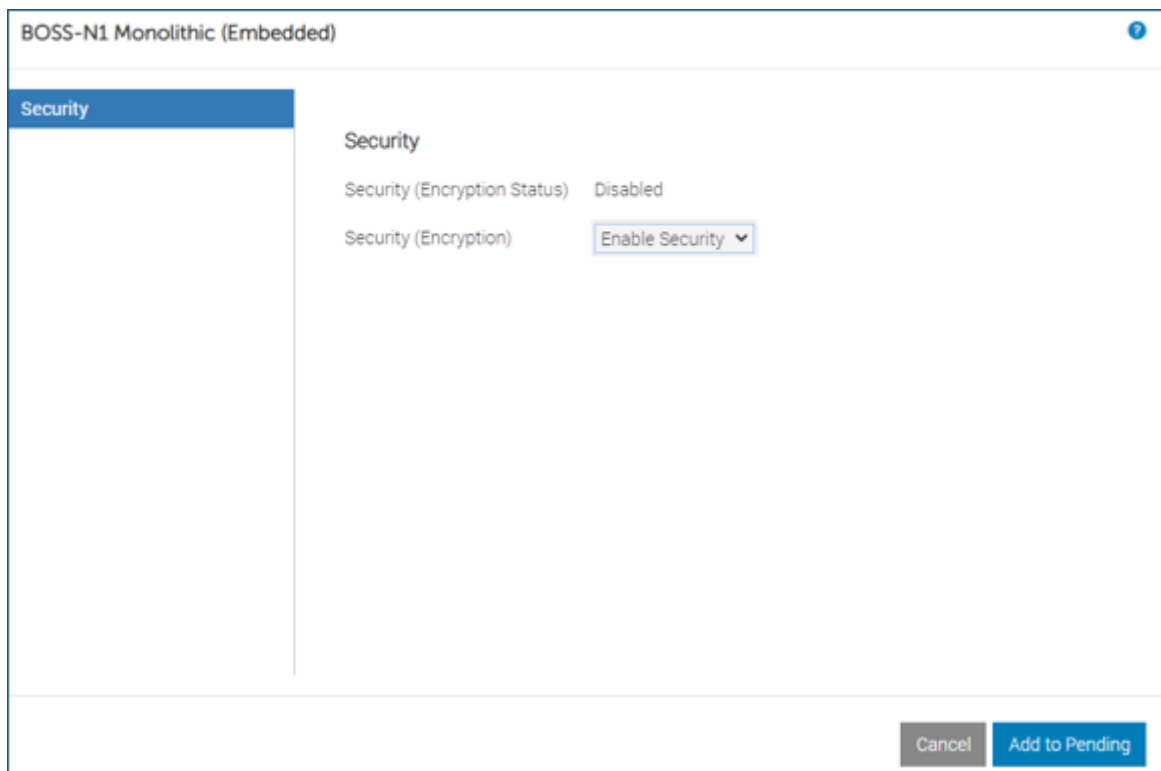 BOSS-N1 Monolithic (Embedded)
?
Security
Security
Security (Encryption Status) Disabled
Security (Encryption) Enable Security
Cancel Add to Pending